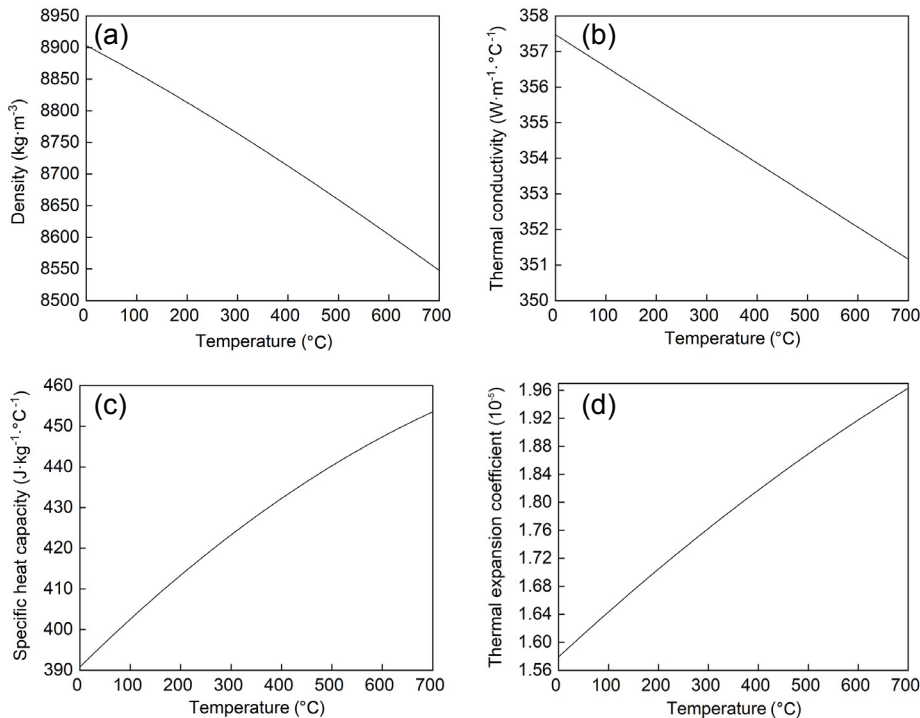 (a)
Density (kg·m⁻³)
8950
8900
8850
8800
8750
8700
8650
8600
8550
8500
0 100 200 300 400 500 600 700
Temperature (°C)
(b)
Thermal conductivity (W·m⁻¹·°C⁻¹)
358
357
356
355
354
353
352
351
350
0 100 200 300 400 500 600 700
Temperature (°C)
(c)
Specific heat capacity (J·kg⁻¹·°C⁻¹)
460
450
440
430
420
410
400
390
0 100 200 300 400 500 600 700
Temperature (°C)
(d)
Thermal expansion coefficient (10⁻⁵)
1.96
1.92
1.88
1.84
1.80
1.76
1.72
1.68
1.64
1.60
1.56
0 100 200 300 400 500 600 700
Temperature (°C)